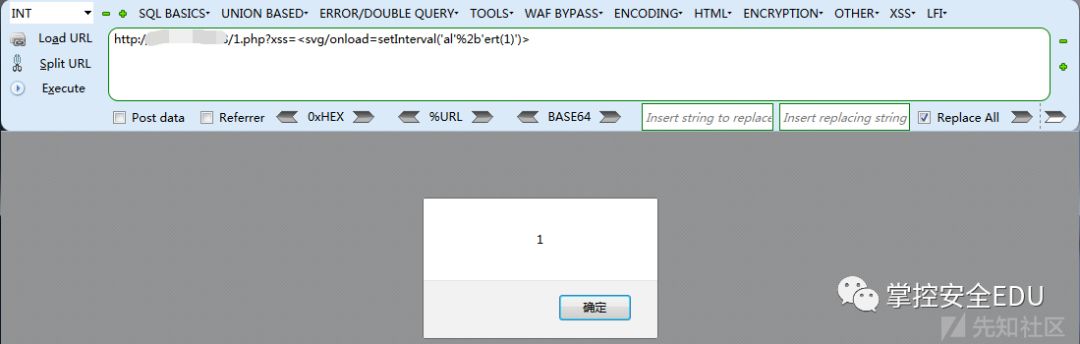 INT SQL BASICS UNION BASED ERROR/DOUBLE QUERY TOOLS WAF BYPASS ENCODING HTML ENCRYPTION OTHER XSS LFI
Load URL
Split URL
Execute
http:/ /1.php?xss=<svg/onload=setInterval('al'%2b'ert(1)')>
Post data Referrer 0xHEX %URL BASE64 Insert string to replace Insert replacing string Replace All
1
确定
掌控安全EDU
先知社区